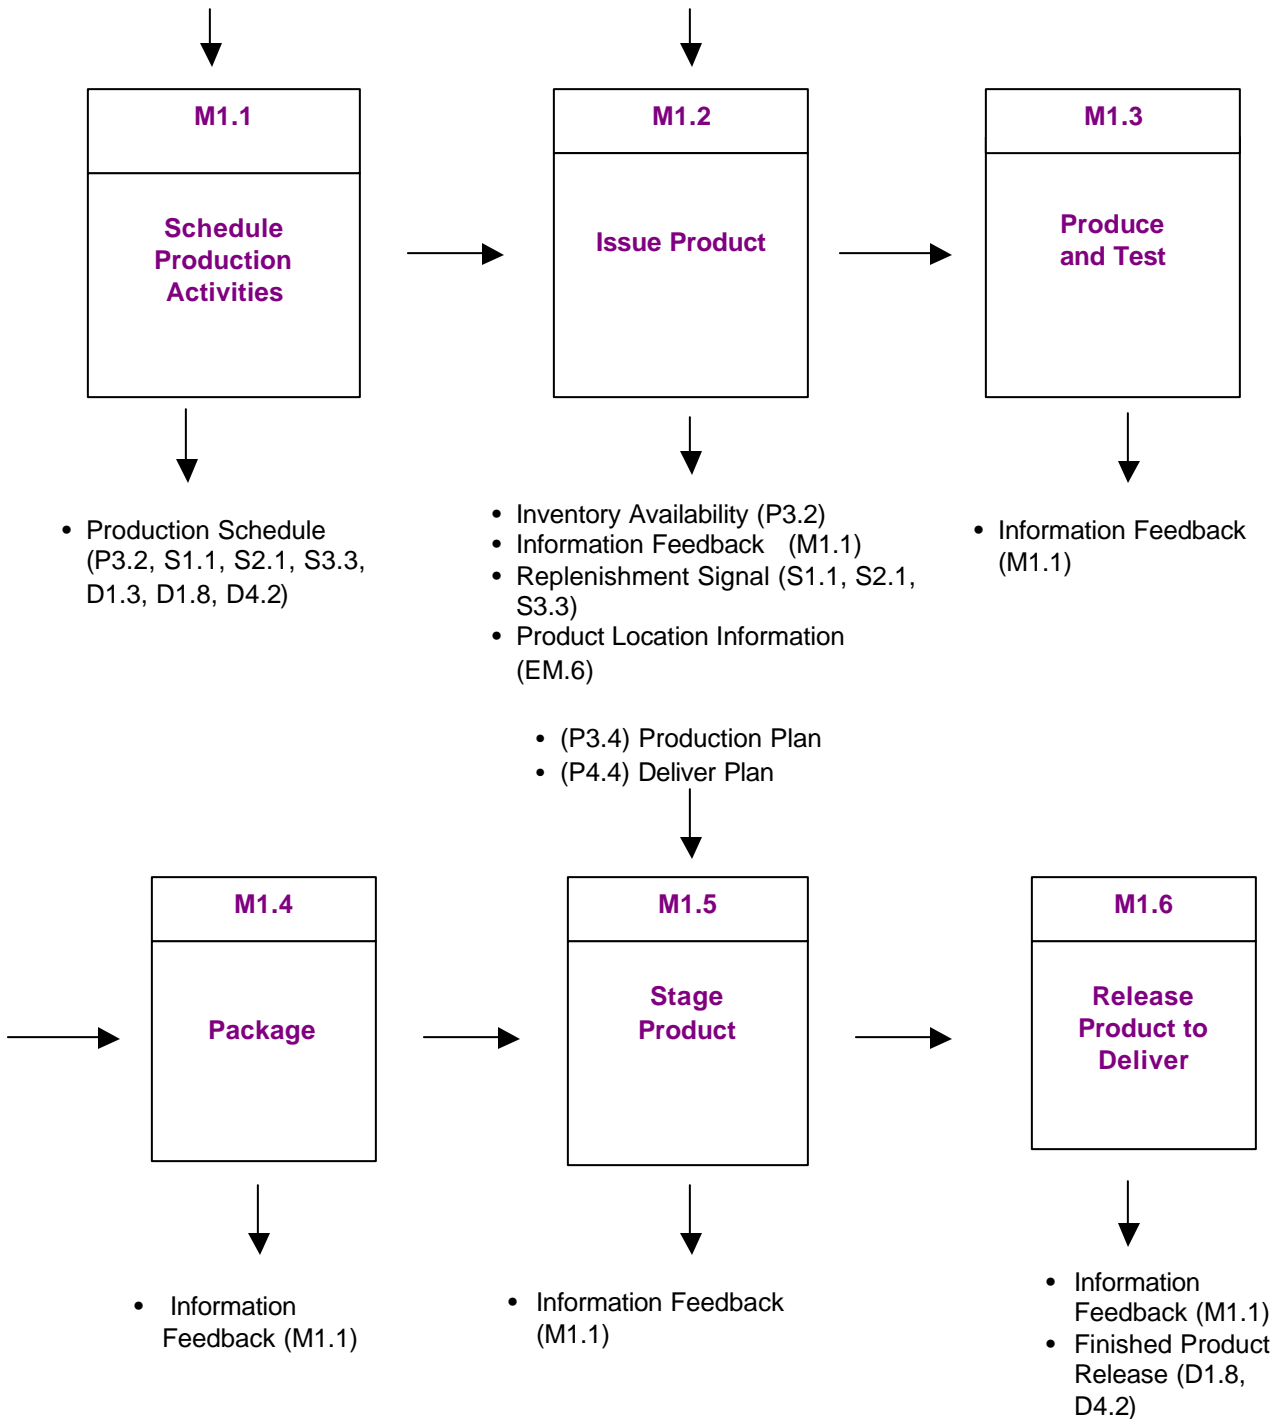 M1.1
M1.2
M1.3
Schedule
Production
Activities
Issue Product
Produce
and Test
• Production Schedule
(P3.2, S1.1, S2.1, S3.3,
D1.3, D1.8, D4.2)
• Inventory Availability (P3.2)
• Information Feedback (M1.1)
• Replenishment Signal (S1.1, S2.1,
S3.3)
• Product Location Information
(EM.6)
• Information Feedback
(M1.1)
• (P3.4) Production Plan
• (P4.4) Deliver Plan
M1.4
M1.5
M1.6
Package
Stage
Product
Release
Product to
Deliver
• Information
Feedback (M1.1)
• Information Feedback
(M1.1)
• Information
Feedback (M1.1)
• Finished Product
Release (D1.8,
D4.2)